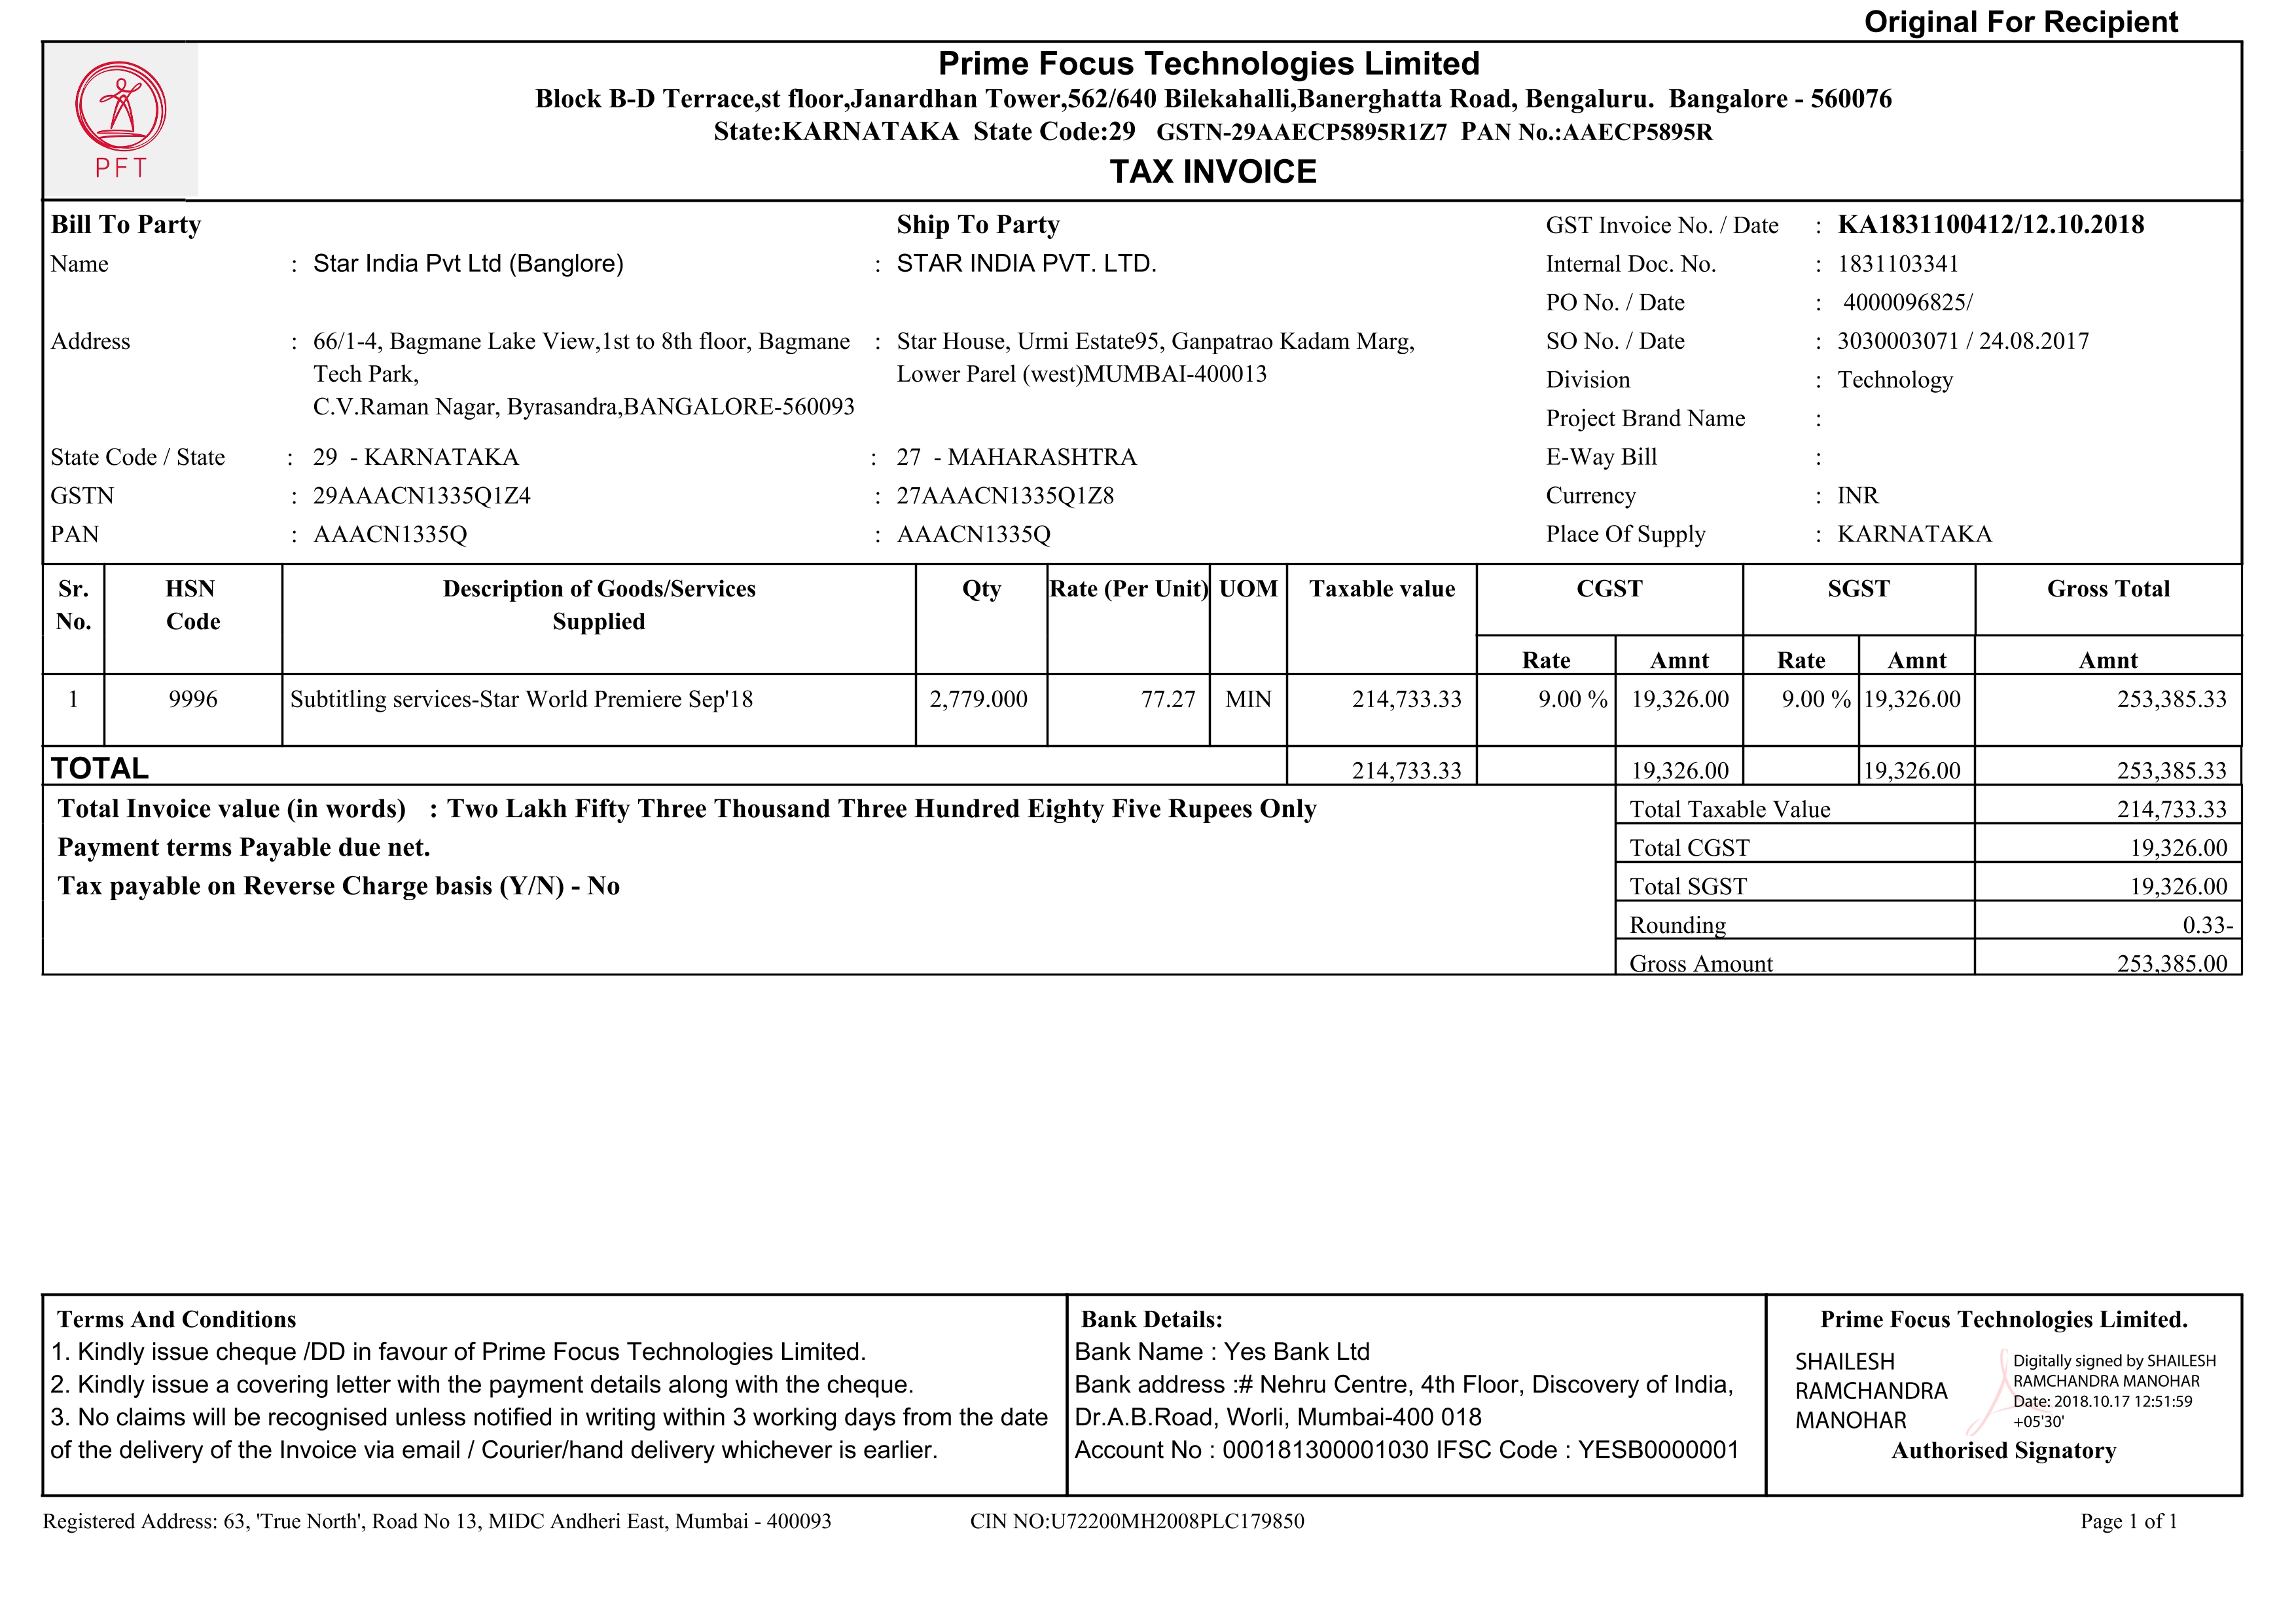 Original For Recipient
PFT
Prime Focus Technologies Limited
Block B-D Terrace,st floor,Janardhan Tower,562/640 Bilekahalli,Banerghatta Road, Bengaluru. Bangalore - 560076
State:KARNATAKA State Code:29 GSTN-29AAECP5895R1Z7 PAN No.:AAECP5895R
TAX INVOICE
Bill To Party Ship To Party GST Invoice No. / Date : KA1831100412/12.10.2018
Name : Star India Pvt Ltd (Banglore) : STAR INDIA PVT. LTD. Internal Doc. No. : 1831103341
PO No. / Date : 4000096825/
Address : 66/1-4, Bagmane Lake View,1st to 8th floor, Bagmane : Star House, Urmi Estate95, Ganpatrao Kadam Marg, SO No. / Date : 3030003071 / 24.08.2017
Tech Park, Lower Parel (west)MUMBAI-400013
Division : Technology
C.V.Raman Nagar, Byrasandra,BANGALORE-560093
Project Brand Name :
State Code / State : 29 - KARNATAKA : 27 - MAHARASHTRA E-Way Bill :
GSTN : 29AAACN1335Q1Z4 : 27AAACN1335Q1Z8 Currency : INR
PAN : AAACN1335Q : AAACN1335Q Place Of Supply : KARNATAKA
Sr. HSN Description of Goods/Services Qty Rate (Per Unit) UOM Taxable value CGST SGST Gross Total
No. Code Supplied
Rate Amnt Rate Amnt Amnt
1 9996 Subtitling services-Star World Premiere Sep'18 2,779.000 77.27 MIN 214,733.33 9.00 % 19,326.00 9.00 % 19,326.00 253,385.33
TOTAL 214,733.33 19,326.00 19,326.00 253,385.33
Total Invoice value (in words) : Two Lakh Fifty Three Thousand Three Hundred Eighty Five Rupees Only Total Taxable Value 214,733.33
Payment terms Payable due net. Total CGST 19,326.00
Tax payable on Reverse Charge basis (Y/N) - No Total SGST 19,326.00
Rounding 0.33-
Gross Amount 253,385.00
Terms And Conditions
1. Kindly issue cheque /DD in favour of Prime Focus Technologies Limited.
2. Kindly issue a covering letter with the payment details along with the cheque.
3. No claims will be recognised unless notified in writing within 3 working days from the date
of the delivery of the Invoice via email / Courier/hand delivery whichever is earlier.
Bank Details:
Bank Name : Yes Bank Ltd
Bank address :# Nehru Centre, 4th Floor, Discovery of India,
Dr.A.B.Road, Worli, Mumbai-400 018
Account No : 000181300001030 IFSC Code : YESB0000001
Prime Focus Technologies Limited.
SHAILESH
RAMCHANDRA
MANOHAR
Digitally signed by SHAILESH
RAMCHANDRA MANOHAR
Date: 2018.10.17 12:51:59
+05'30'
Authorised Signatory
Registered Address: 63, 'True North', Road No 13, MIDC Andheri East, Mumbai - 400093 CIN NO:U72200MH2008PLC179850 Page 1 of 1